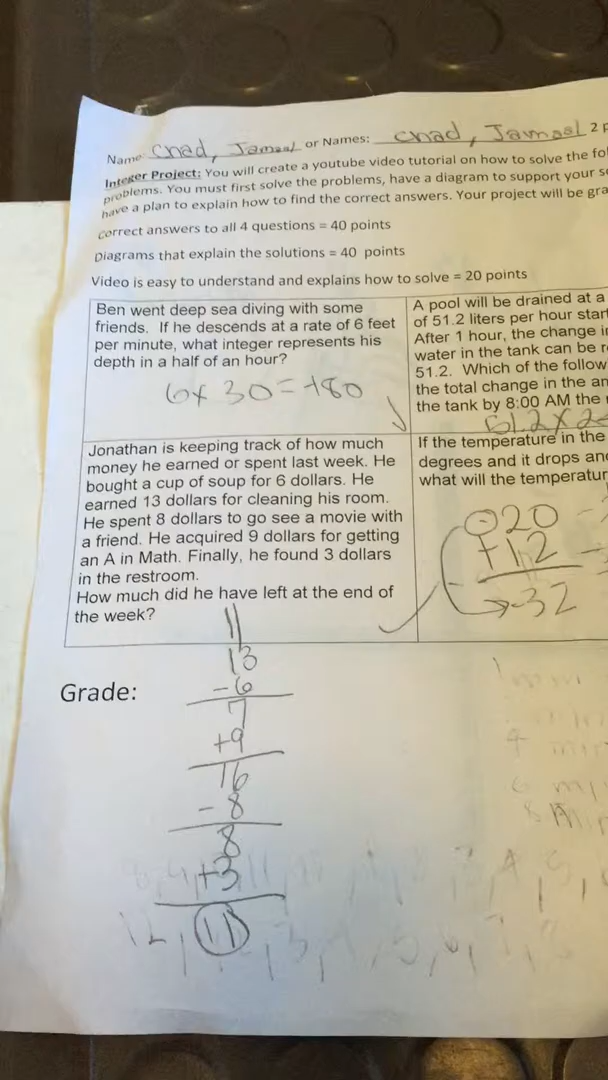 Name Chad, Jamaal or Names: Chad, Jamaal 2 p
Integer Project: You will create a youtube video tutorial on how to solve the fo
problems. You must first solve the problems, have a diagram to support your s
have a plan to explain how to find the correct answers. Your project will be gra
Correct answers to all 4 questions = 40 points
Diagrams that explain the solutions = 40 points
Video is easy to understand and explains how to solve = 20 points
Ben went deep sea diving with some
friends. If he descends at a rate of 6 feet
per minute, what integer represents his
depth in a half of an hour?
6 x 30 = -180
A pool will be drained at a
of 51.2 liters per hour start
After 1 hour, the change i
water in the tank can be r
51.2. Which of the follow
the total change in the a
the tank by 8:00 AM the
51.2 x 2
Jonathan is keeping track of how much
money he earned or spent last week. He
bought a cup of soup for 6 dollars. He
earned 13 dollars for cleaning his room.
He spent 8 dollars to go see a movie with
a friend. He acquired 9 dollars for getting
an A in Math. Finally, he found 3 dollars
in the restroom.
How much did he have left at the end of
the week?
11
If the temperature in the
degrees and it drops an
what will the temperatur
-20
+12
-32
Grade:
13
-6
7
+9
16
-8
8
+3
11